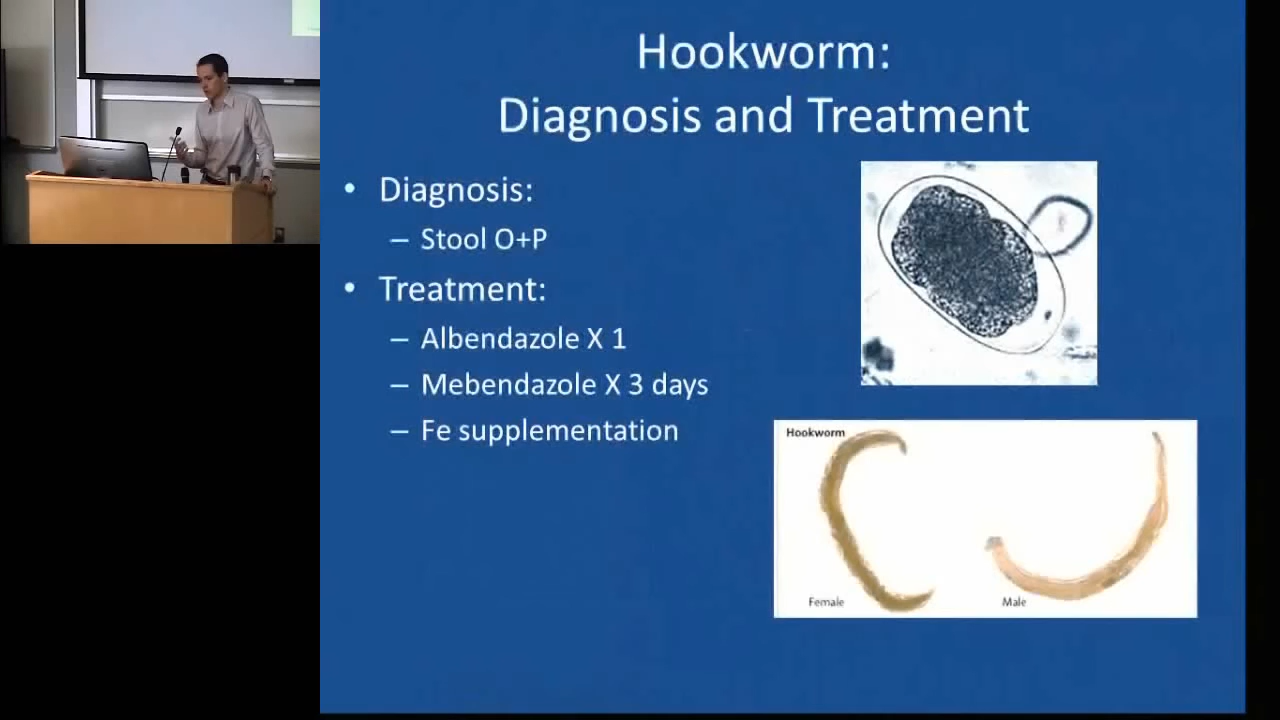 Hookworm:
Diagnosis and Treatment
• Diagnosis:
– Stool O+P
• Treatment:
– Albendazole X 1
– Mebendazole X 3 days
– Fe supplementation
Hookworm
Female
Male